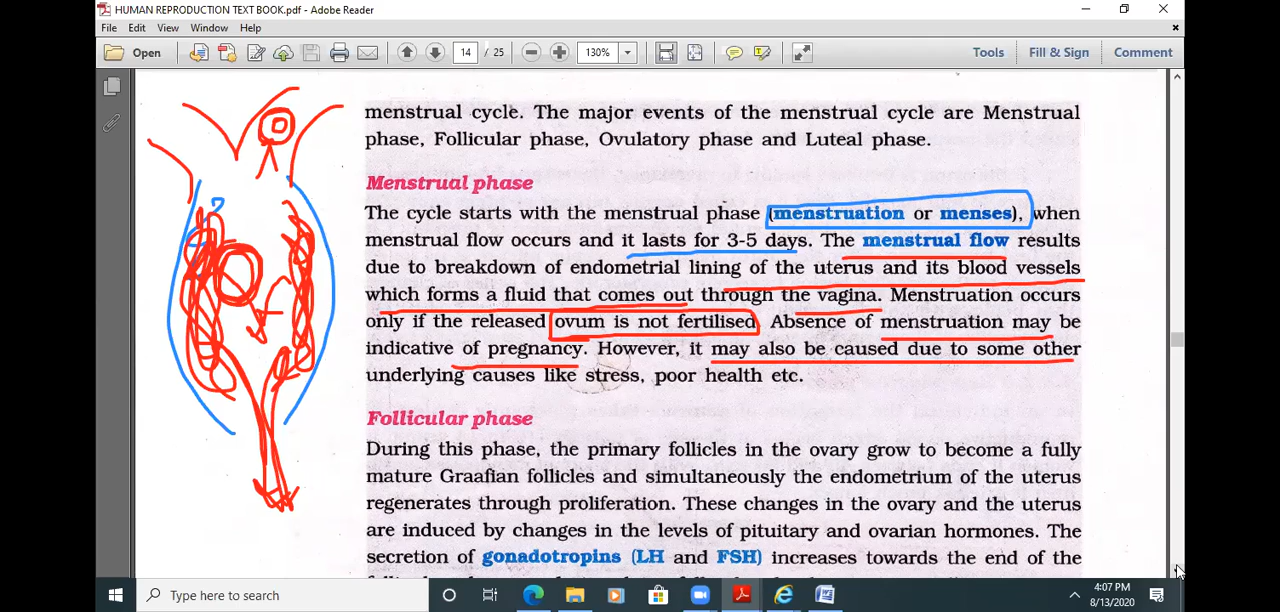 HUMAN REPRODUCTION TEXT BOOK.pdf - Adobe Reader
File Edit View Window Help
Open 14 / 25 130% Tools Fill & Sign Comment
menstrual cycle. The major events of the menstrual cycle are Menstrual
phase, Follicular phase, Ovulatory phase and Luteal phase.
Menstrual phase
The cycle starts with the menstrual phase (menstruation or menses), when
menstrual flow occurs and it lasts for 3-5 days. The menstrual flow results
due to breakdown of endometrial lining of the uterus and its blood vessels
which forms a fluid that comes out through the vagina. Menstruation occurs
only if the released ovum is not fertilised. Absence of menstruation may be
indicative of pregnancy. However, it may also be caused due to some other
underlying causes like stress, poor health etc.
Follicular phase
During this phase, the primary follicles in the ovary grow to become a fully
mature Graafian follicles and simultaneously the endometrium of the uterus
regenerates through proliferation. These changes in the ovary and the uterus
are induced by changes in the levels of pituitary and ovarian hormones. The
secretion of gonadotropins (LH and FSH) increases towards the end of the
Type here to search
4:07 PM
8/13/2020